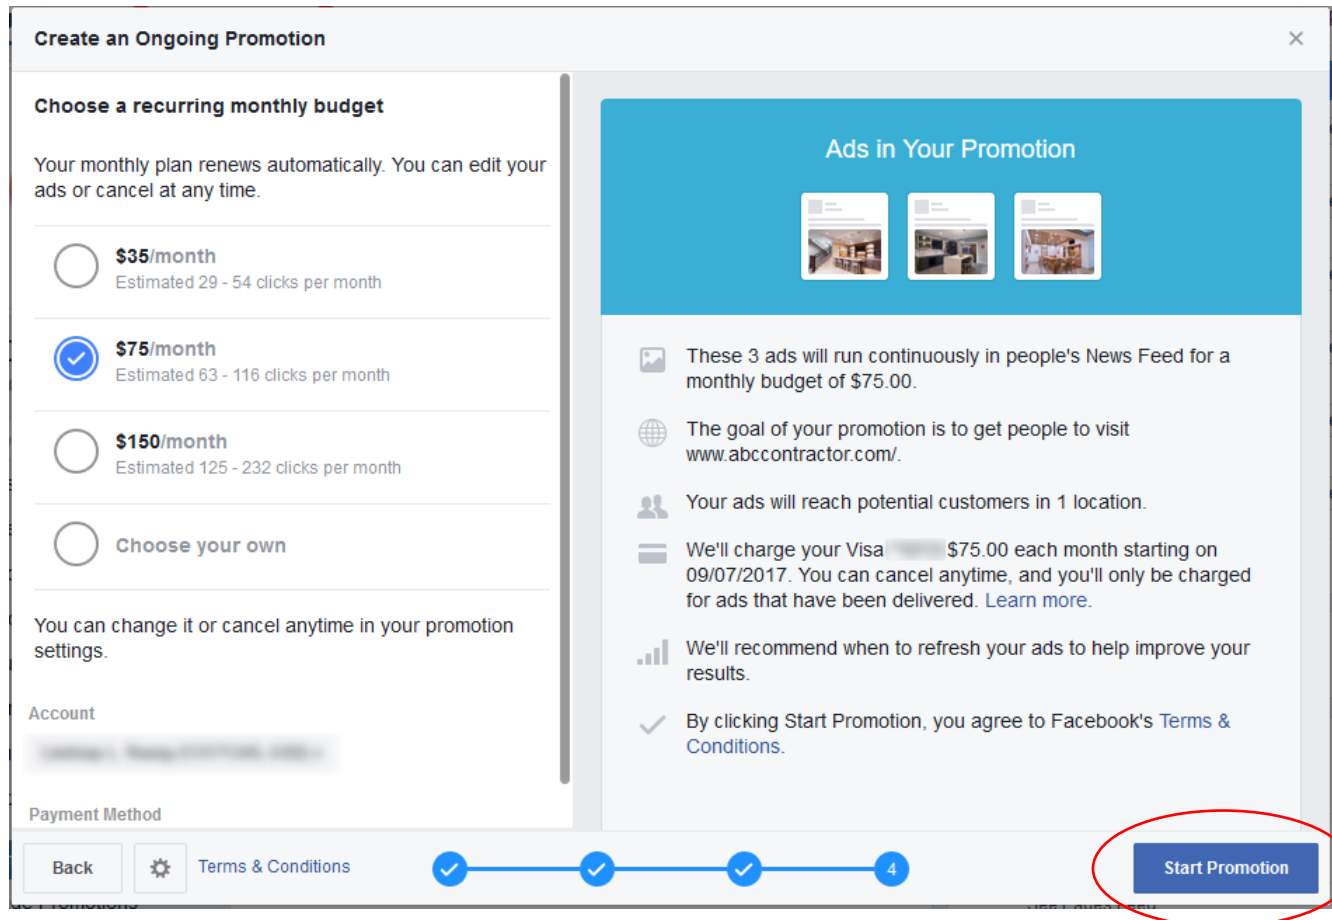 Create an Ongoing Promotion
Choose a recurring monthly budget
Your monthly plan renews automatically. You can edit your
ads or cancel at any time.
$35/month
Estimated 29 - 54 clicks per month
$75/month
Estimated 63 - 116 clicks per month
$150/month
Estimated 125 - 232 clicks per month
Choose your own
You can change it or cancel anytime in your promotion
settings.
Account
Payment Method
Ads in Your Promotion
These 3 ads will run continuously in people's News Feed for a
monthly budget of $75.00.
The goal of your promotion is to get people to visit
www.abccontractor.com/.
Your ads will reach potential customers in 1 location.
We'll charge your Visa $75.00 each month starting on
09/07/2017. You can cancel anytime, and you'll only be charged
for ads that have been delivered. Learn more.
We'll recommend when to refresh your ads to help improve your
results.
By clicking Start Promotion, you agree to Facebook's Terms &
Conditions.
Back
Terms & Conditions
4
Start Promotion